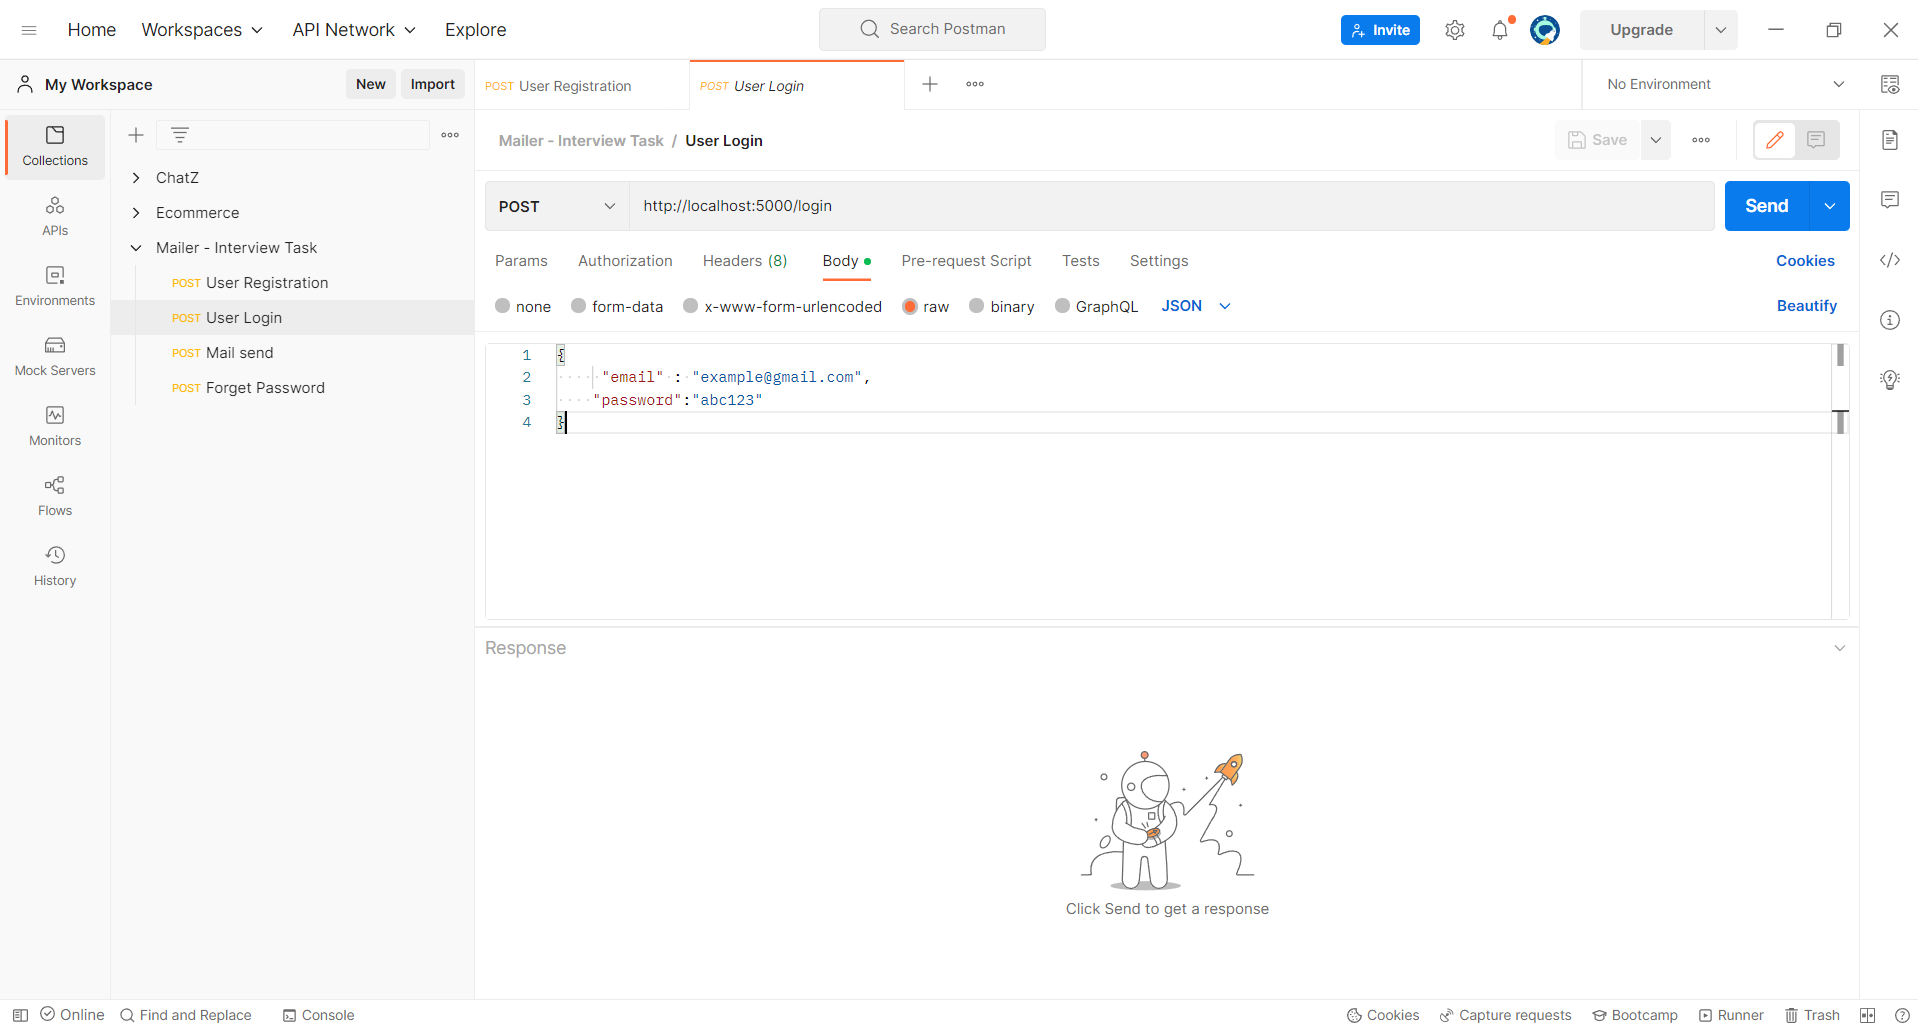 Home Workspaces API Network Explore Search Postman Invite Upgrade
My Workspace New Import POST User Registration POST User Login No Environment
Collections
APIs
Environments
Mock Servers
Monitors
Flows
History
ChatZ
Ecommerce
Mailer - Interview Task
POST User Registration
POST User Login
POST Mail send
POST Forget Password
Mailer - Interview Task / User Login Save
POST http://localhost:5000/login Send
Params Authorization Headers (8) Body Pre-request Script Tests Settings Cookies
none form-data x-www-form-urlencoded raw binary GraphQL JSON Beautify
1 {
2 "email" : "example@gmail.com",
3 "password":"abc123"
4 }
Response
Click Send to get a response
Online Find and Replace Console Cookies Capture requests Bootcamp Runner Trash